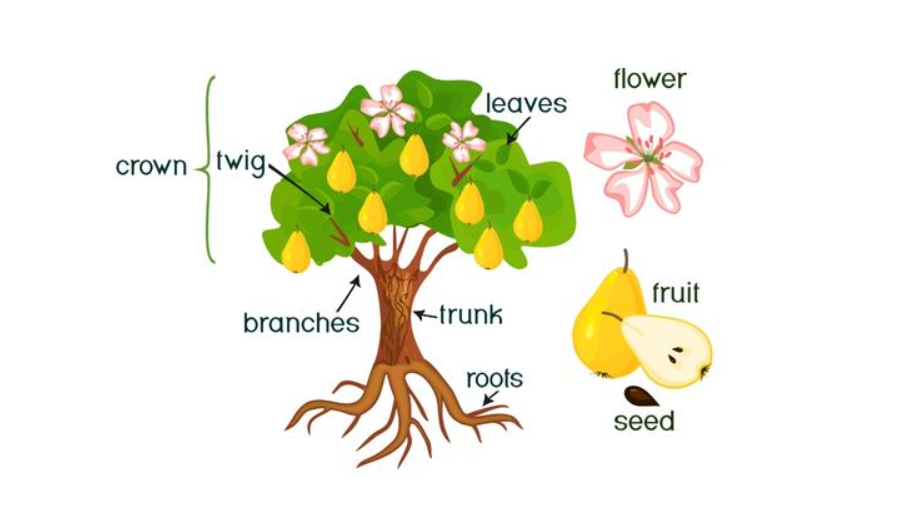 flower
leaves
crown
twig
fruit
branches
trunk
roots
seed